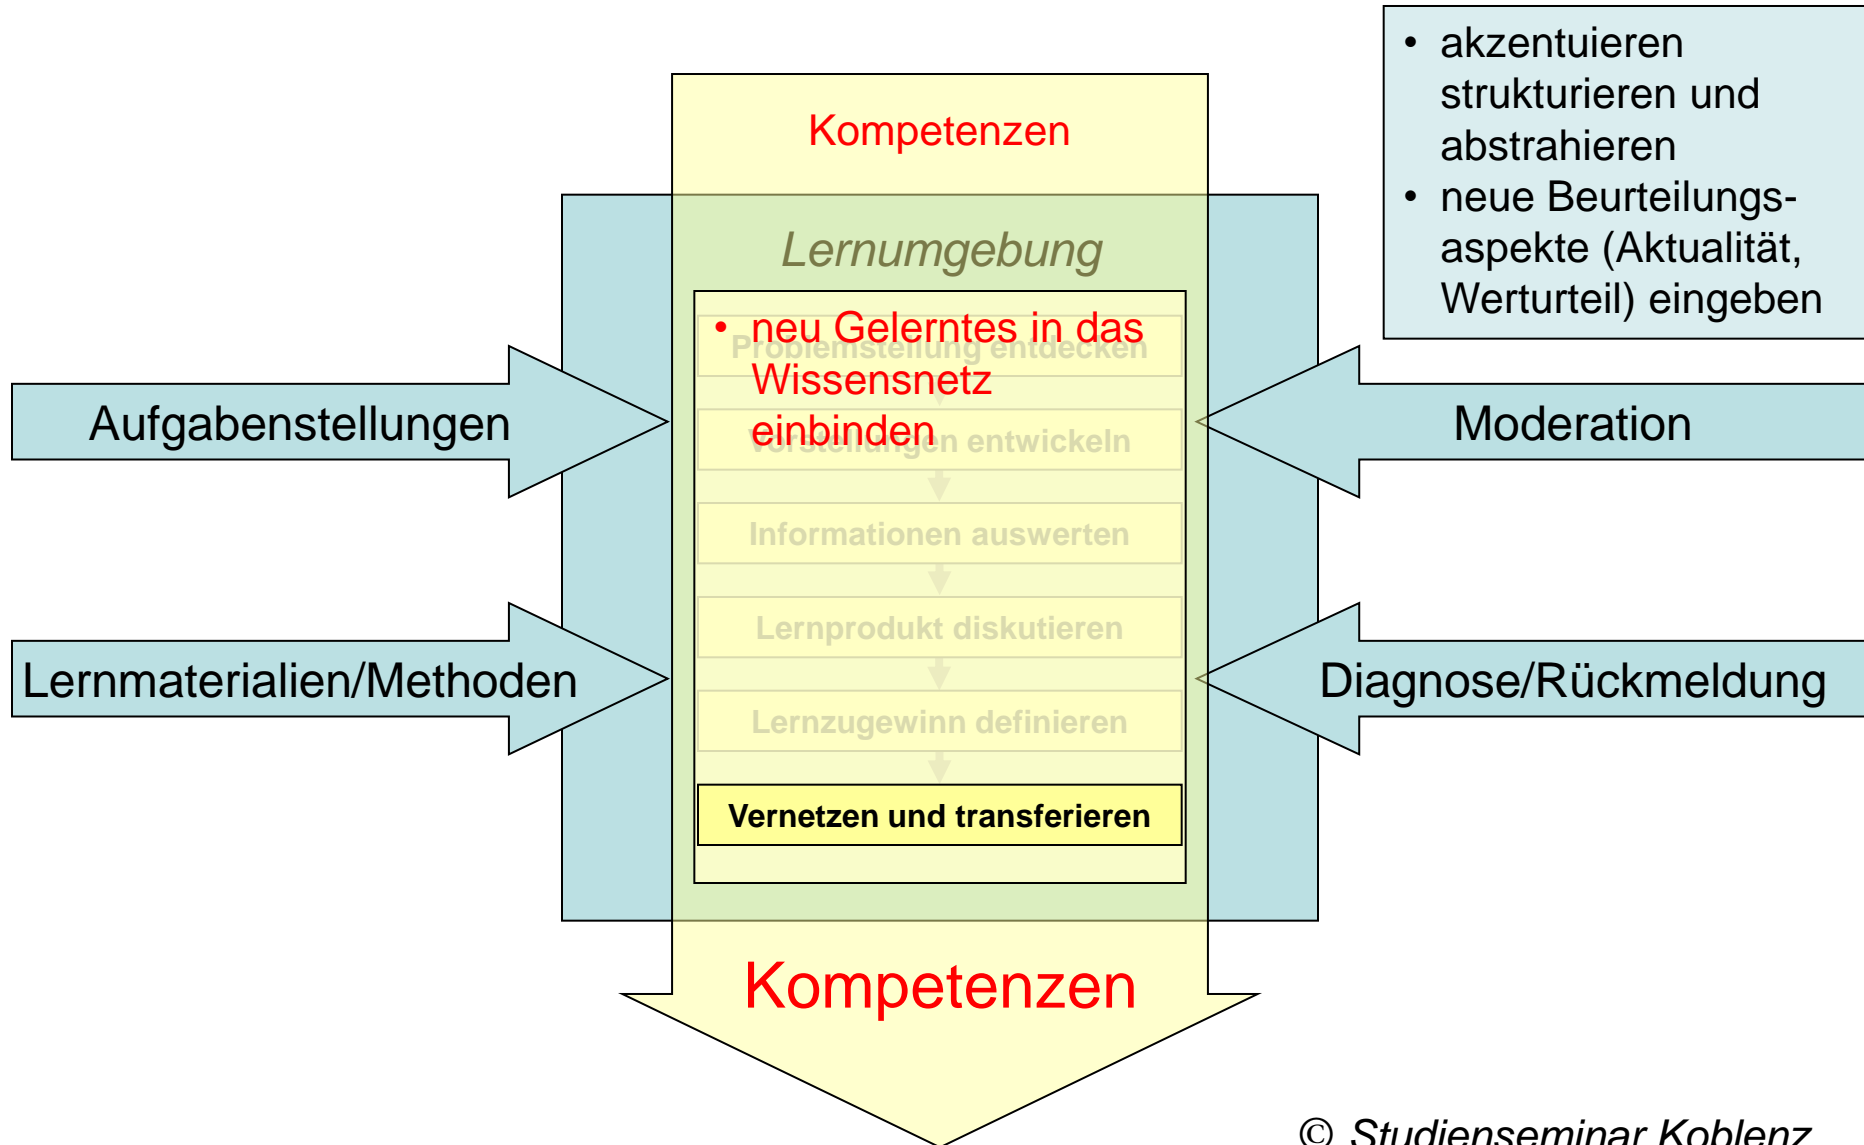 • akzentuieren
strukturieren und
abstrahieren
• neue Beurteilungs-
aspekte (Aktualität,
Werturteil) eingeben
Kompetenzen
Lernumgebung
• neu Gelerntes in das
Wissensnetz
einbinden
Problemstellung entdecken
Vorstellungen entwickeln
Informationen auswerten
Lernprodukt diskutieren
Lernzugewinn definieren
Vernetzen und transferieren
Aufgabenstellungen
Moderation
Lernmaterialien/Methoden
Diagnose/Rückmeldung
Kompetenzen
© Studienseminar Koblenz